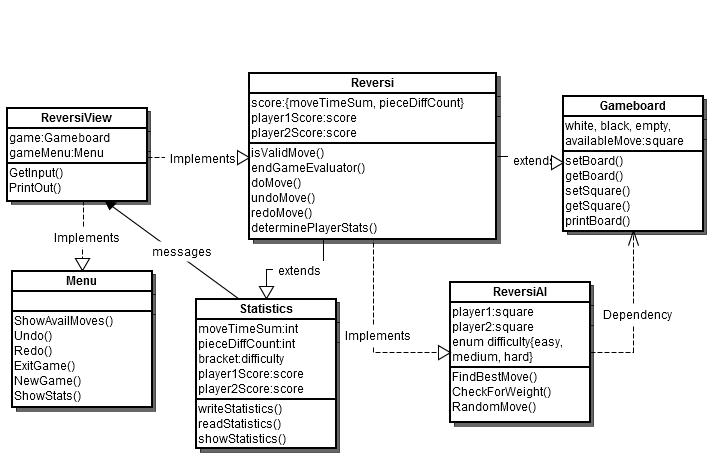 Reversi
score:{moveTimeSum, pieceDiffCount}
player1Score:score
player2Score:score
isValidMove()
endGameEvaluator()
doMove()
undoMove()
redoMove()
determinePlayerStats()
Gameboard
white, black, empty,
availableMove:square
setBoard()
getBoard()
setSquare()
getSquare()
printBoard()
ReversiView
game:Gameboard
gameMenu:Menu
GetInput()
PrintOut()
Implements
extends
Implements
messages
extends
Menu
ShowAvailMoves()
Undo()
Redo()
ExitGame()
NewGame()
ShowStats()
Statistics
moveTimeSum:int
pieceDiffCount:int
bracket:difficulty
player1Score:score
player2Score:score
writeStatistics()
readStatistics()
showStatistics()
Implements
ReversiAI
player1:square
player2:square
enum difficulty{easy,
medium, hard}
FindBestMove()
CheckForWeight()
RandomMove()
Dependency